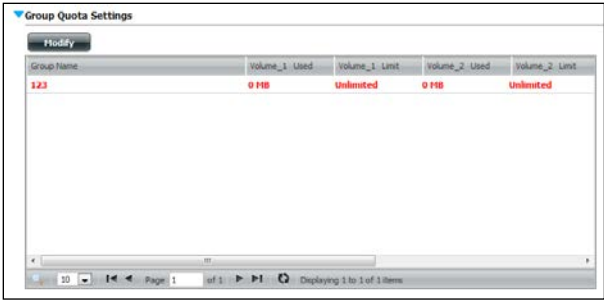 Group Quota Settings
Modify
Group Name Volume_1 Used Volume_1 Limit Volume_2 Used Volume_2 Limit
123 0 MB Unlimited 0 MB Unlimited
10 Page 1 of 1 Displaying 1 to 1 of 1 items